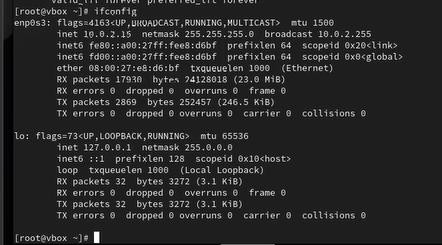 valid_lft forever preferred_lft forever
[root@vbox ~]# ifconfig
enp0s3: flags=4163<UP,BROADCAST,RUNNING,MULTICAST>  mtu 1500
        inet 10.0.2.15  netmask 255.255.255.0  broadcast 10.0.2.255
        inet6 fe80::a00:27ff:fee8:d6bf  prefixlen 64  scopeid 0x20<link>
        inet6 fd00::a00:27ff:fee8:d6bf  prefixlen 64  scopeid 0x0<global>
        ether 08:00:27:e8:d6:bf  txqueuelen 1000  (Ethernet)
        RX packets 17930  bytes 24128018 (23.0 MiB)
        RX errors 0  dropped 0  overruns 0  frame 0
        TX packets 2869  bytes 252457 (246.5 KiB)
        TX errors 0  dropped 0 overruns 0  carrier 0  collisions 0
lo: flags=73<UP,LOOPBACK,RUNNING>  mtu 65536
        inet 127.0.0.1  netmask 255.0.0.0
        inet6 ::1  prefixlen 128  scopeid 0x10<host>
        loop  txqueuelen 1000  (Local Loopback)
        RX packets 32  bytes 3272 (3.1 KiB)
        RX errors 0  dropped 0  overruns 0  frame 0
        TX packets 32  bytes 3272 (3.1 KiB)
        TX errors 0  dropped 0 overruns 0  carrier 0  collisions 0
[root@vbox ~]#